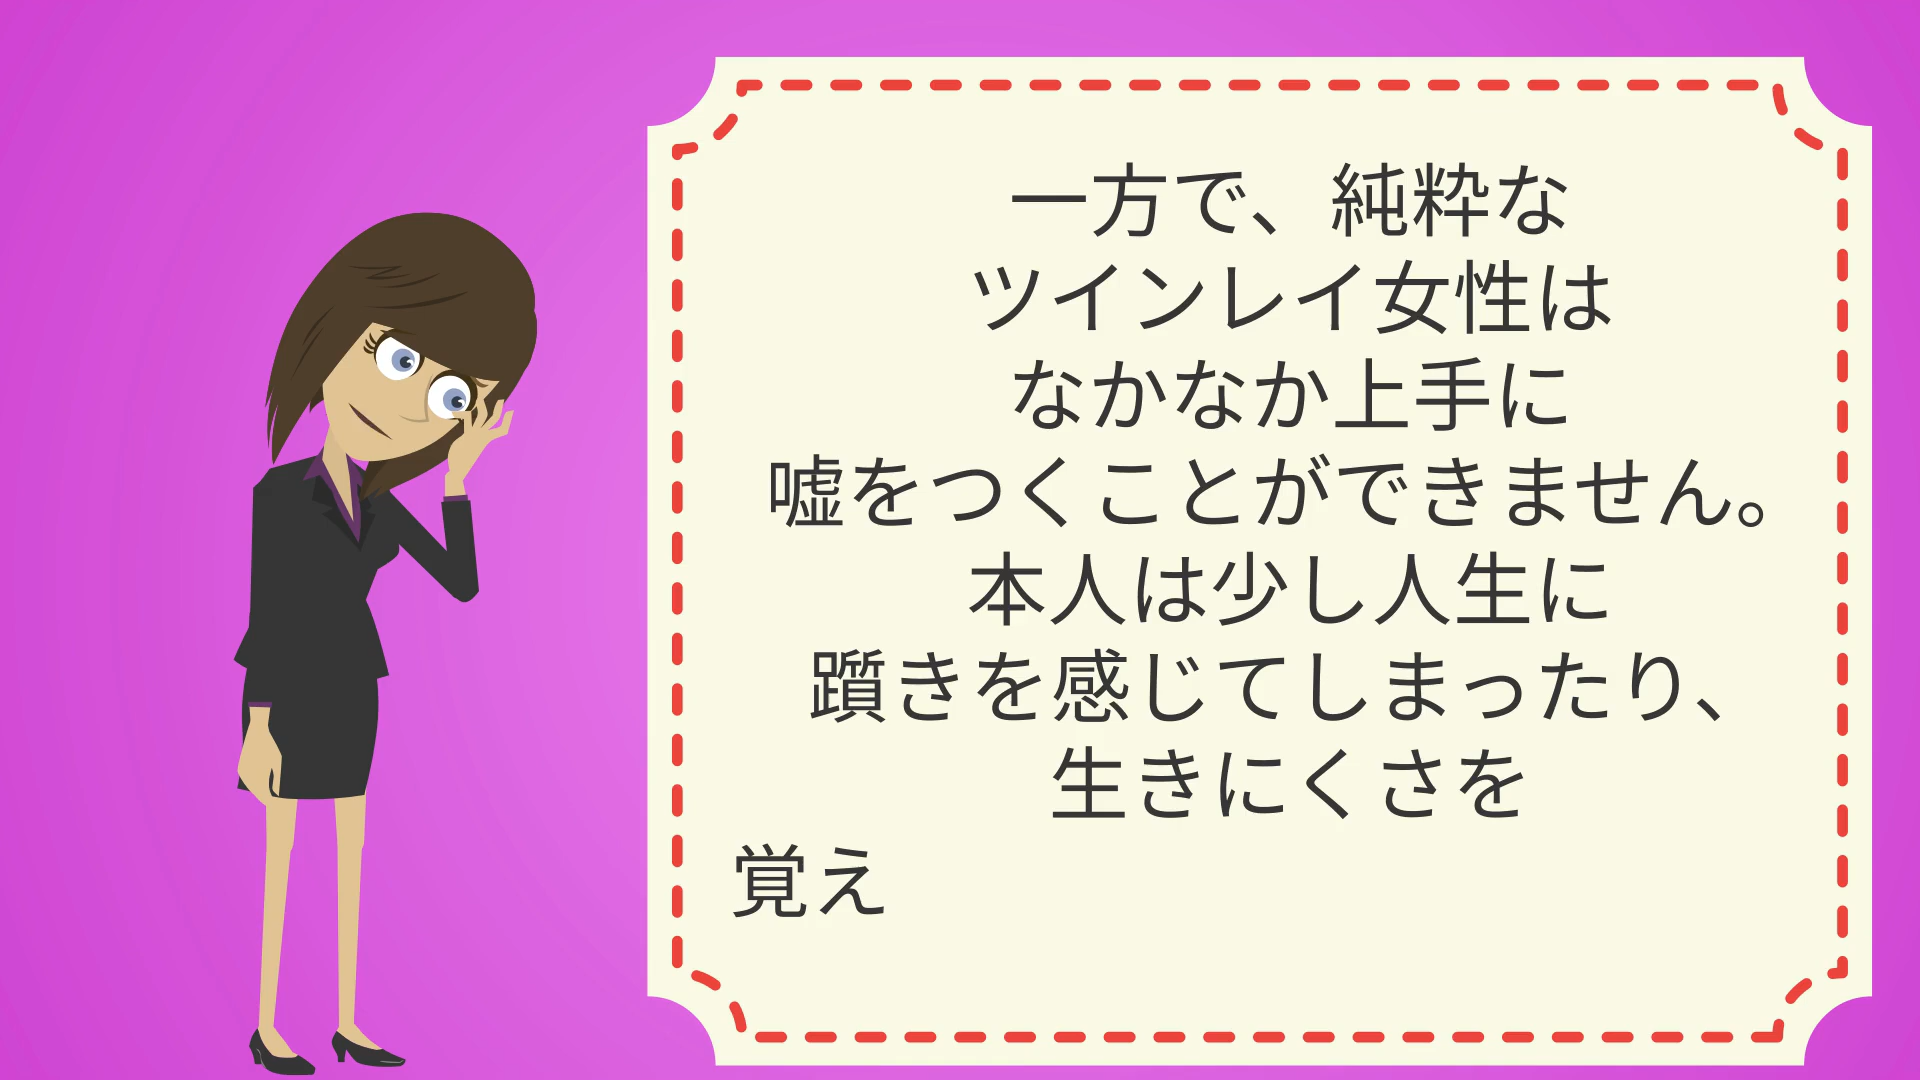 一方で、純粋な
ツインレイ女性は
なかなか上手に
嘘をつくことができません。
本人は少し人生に
躓きを感じてしまったり、
生きにくさを
覚え